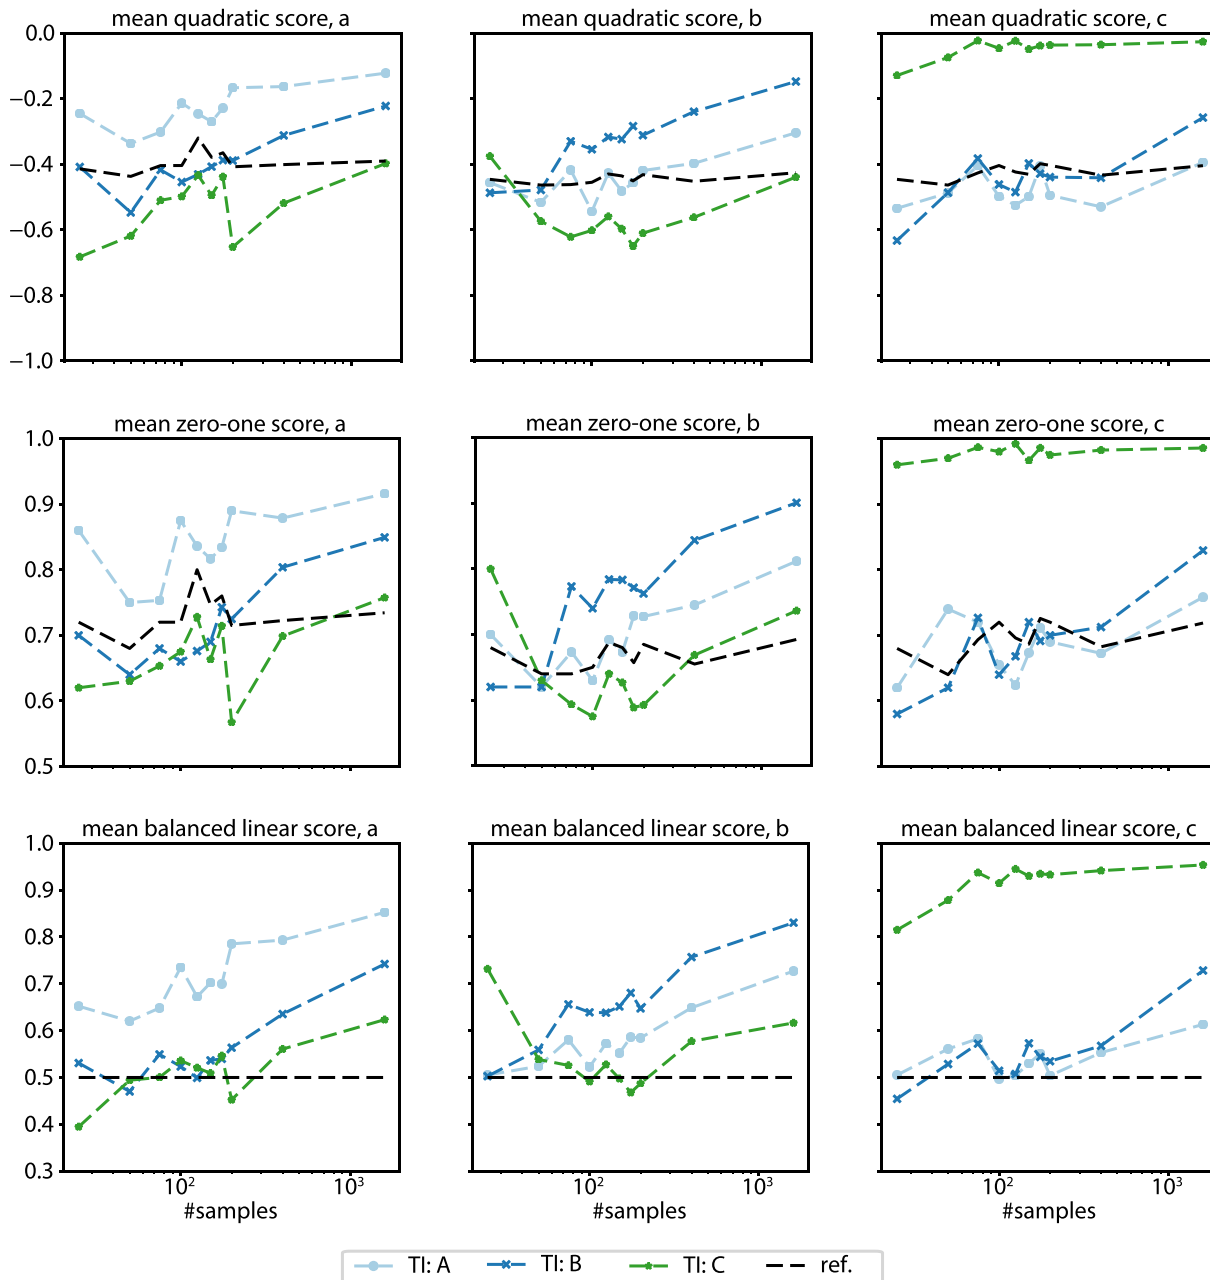 mean quadratic score, a
mean quadratic score, b
mean quadratic score, c
0.0
−0.2
−0.4
−0.6
−0.8
−1.0
mean zero-one score, a
mean zero-one score, b
mean zero-one score, c
1.0
0.9
0.8
0.7
0.6
0.5
mean balanced linear score, a
mean balanced linear score, b
mean balanced linear score, c
1.0
0.9
0.8
0.7
0.6
0.5
0.4
0.3
10² 10³
10² 10³
10² 10³
#samples
#samples
#samples
TI: A TI: B TI: C ref.